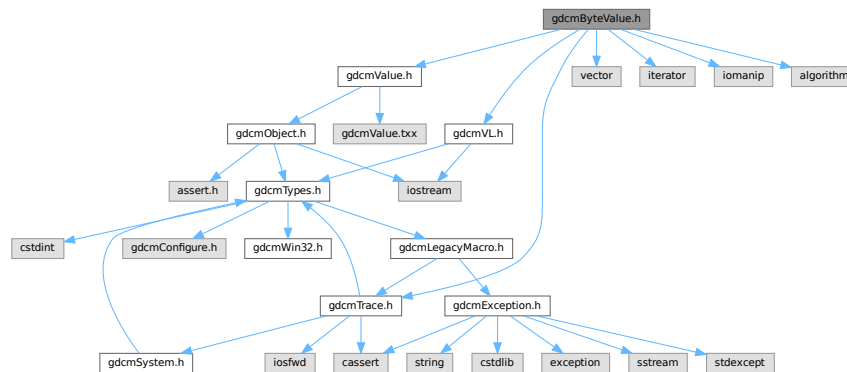 gdcmByteValue.h
gdcmValue.h
vector
iterator
iomanip
algorithm
gdcmObject.h
gdcmValue.txx
gdcmVL.h
assert.h
gdcmTypes.h
iostream
cstdint
gdcmConfigure.h
gdcmWin32.h
gdcmLegacyMacro.h
gdcmTrace.h
gdcmException.h
gdcmSystem.h
iosfwd
cassert
string
cstdlib
exception
sstream
stdexcept